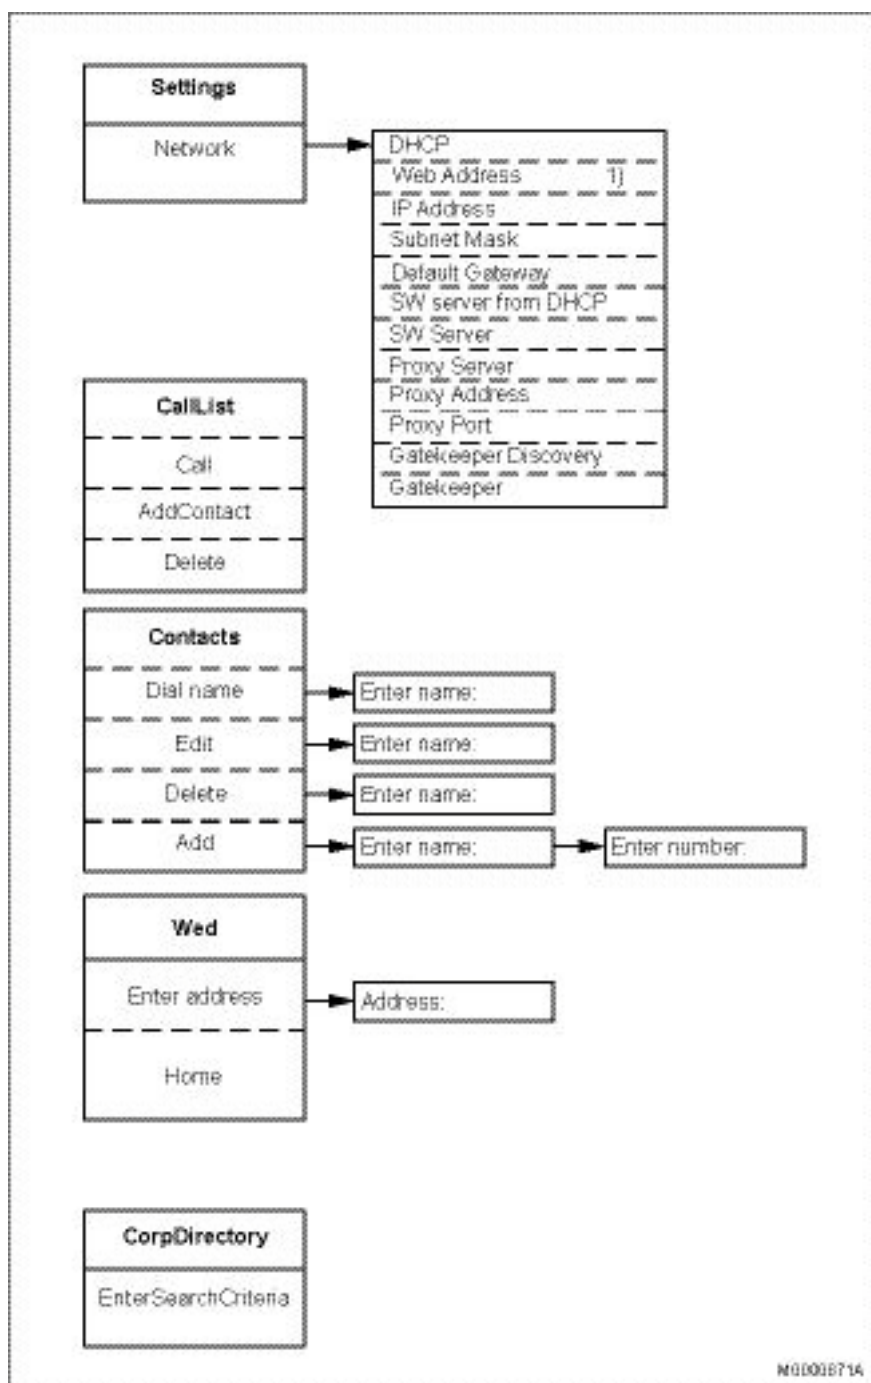 Settings
Network
DHCP
Web Address 1)
IP Address
Subnet Mask
Default Gateway
SW server from DHCP
SW Server
Proxy Server
Proxy Address
Proxy Port
Gatekeeper Discovery
Gatekeeper
CallList
Call
AddContact
Delete
Contacts
Dial name
Enter name:
Edit
Enter name:
Delete
Enter name:
Add
Enter name:
Enter number:
Wed
Enter address
Address:
Home
CorpDirectory
EnterSearchCriteria